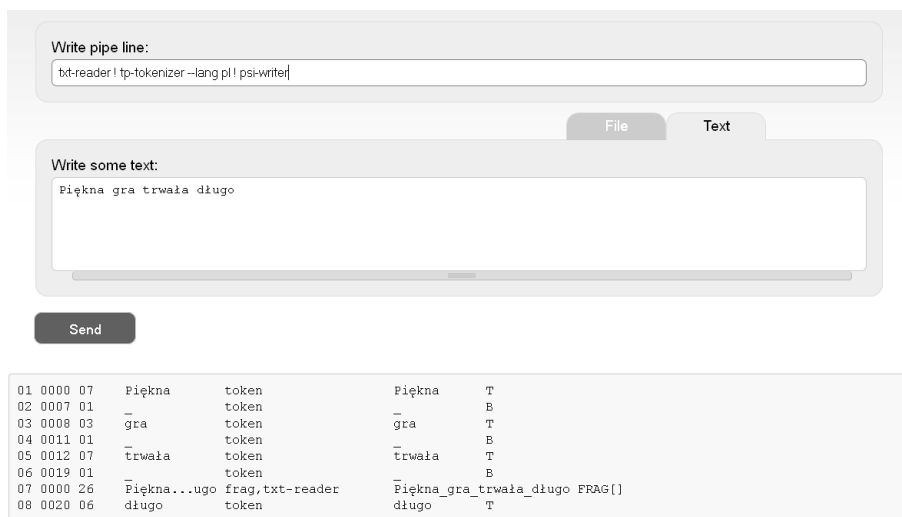 Write pipe line:
txt-reader ! tp-tokenizer --lang pl ! psi-writer
File Text
Write some text:
Piękna gra trwała długo
Send
01 0000 07 Piękna token Piękna T
02 0007 01 _ token _ B
03 0008 03 gra token gra T
04 0011 01 _ token _ B
05 0012 07 trwała token trwała T
06 0019 01 _ token _ B
07 0000 26 Piękna...ugo frag,txt-reader Piękna_gra_trwała_długo FRAG[]
08 0020 06 długo token długo T